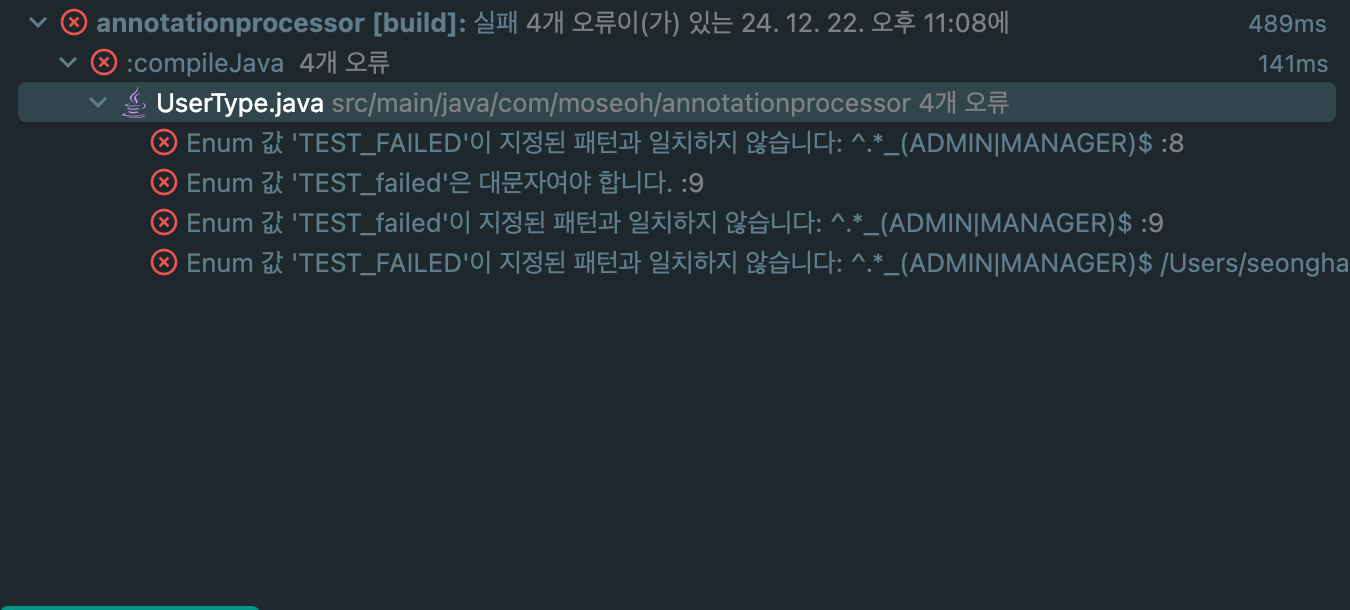 annotationprocessor [build]: 실패 4개 오류이(가) 있는 24. 12. 22. 오후 11:08에 489ms
:compileJava 4개 오류 141ms
UserType.java src/main/java/com/moseoh/annotationprocessor 4개 오류
Enum 값 'TEST_FAILED'이 지정된 패턴과 일치하지 않습니다: ^.*_(ADMIN|MANAGER)$ :8
Enum 값 'TEST_failed'은 대문자여야 합니다. :9
Enum 값 'TEST_failed'이 지정된 패턴과 일치하지 않습니다: ^.*_(ADMIN|MANAGER)$ :9
Enum 값 'TEST_FAILED'이 지정된 패턴과 일치하지 않습니다: ^.*_(ADMIN|MANAGER)$ /Users/seongha